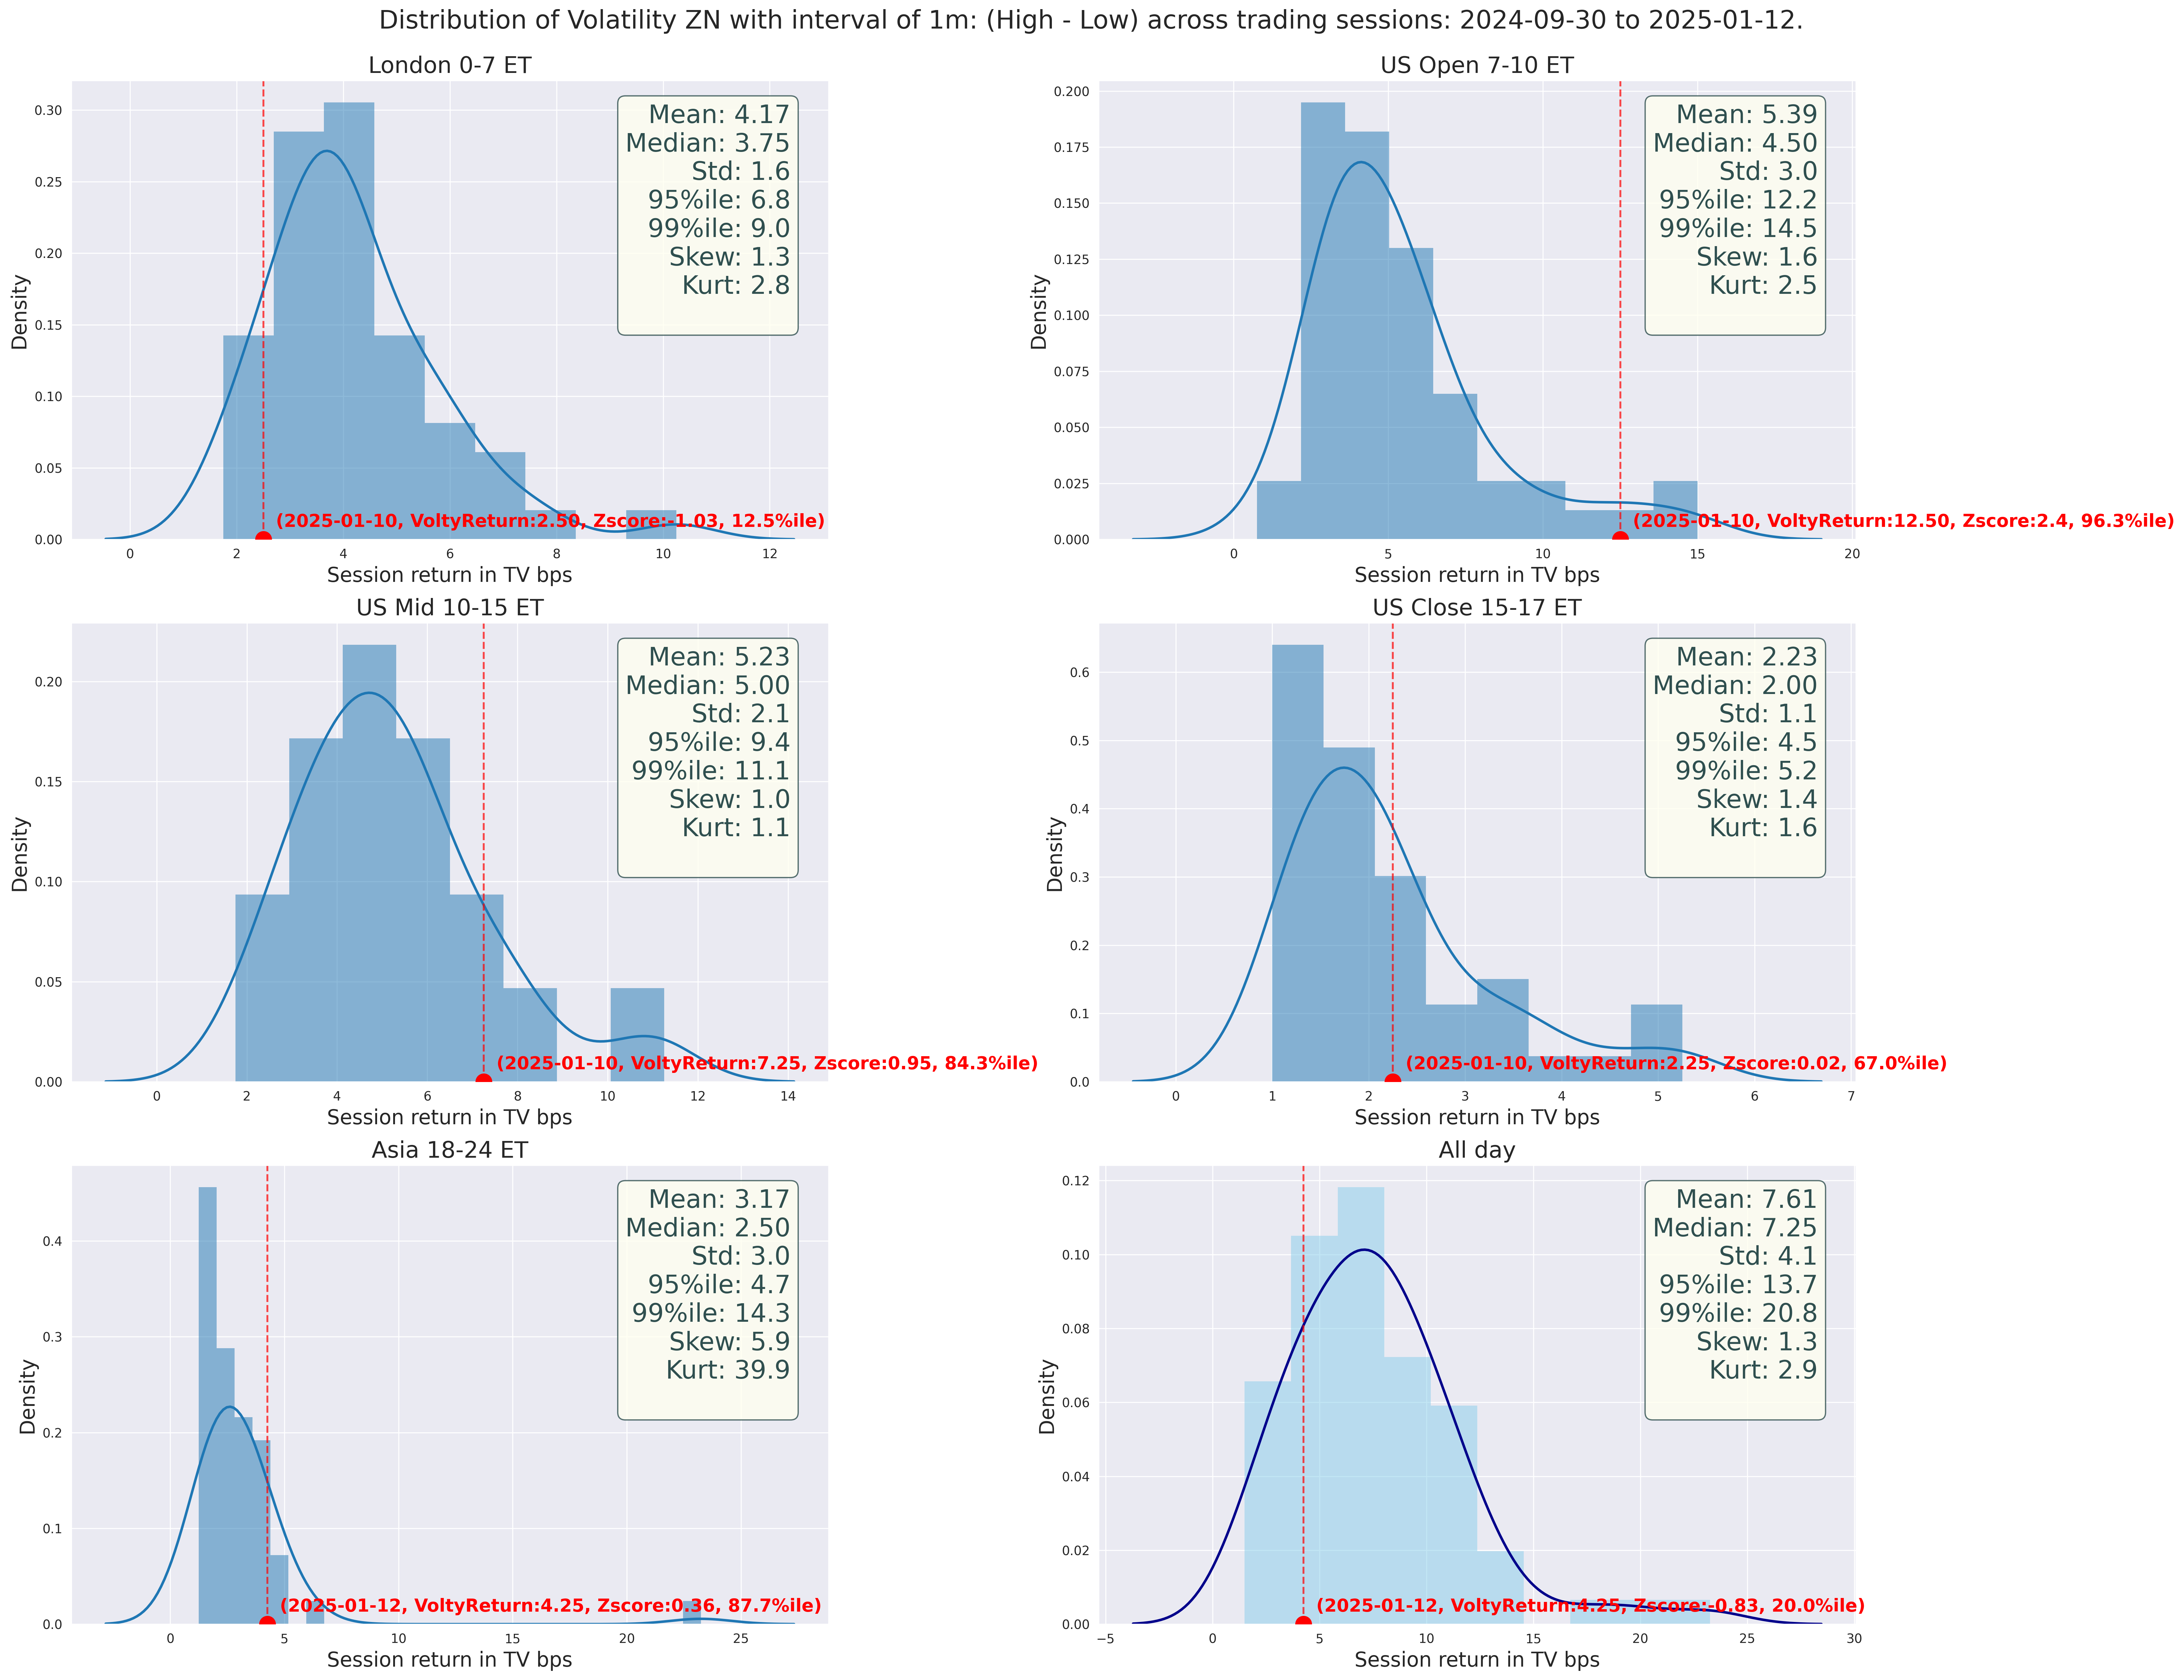 Distribution of Volatility ZN with interval of 1m: (High - Low) across trading sessions: 2024-09-30 to 2025-01-12.
London 0-7 ET
Density
0.30
0.25
0.20
0.15
0.10
0.05
0.00
Mean: 4.17
Median: 3.75
Std: 1.6
95%ile: 6.8
99%ile: 9.0
Skew: 1.3
Kurt: 2.8
(2025-01-10, VoltyReturn:2.50, Zscore:-1.03, 12.5%ile)
0 2 4 6 8 10 12
Session return in TV bps
US Open 7-10 ET
Density
0.200
0.175
0.150
0.125
0.100
0.075
0.050
0.025
0.000
Mean: 5.39
Median: 4.50
Std: 3.0
95%ile: 12.2
99%ile: 14.5
Skew: 1.6
Kurt: 2.5
(2025-01-10, VoltyReturn:12.50, Zscore:2.4, 96.3%ile)
0 5 10 15 20
Session return in TV bps
US Mid 10-15 ET
Density
0.20
0.15
0.10
0.05
0.00
Mean: 5.23
Median: 5.00
Std: 2.1
95%ile: 9.4
99%ile: 11.1
Skew: 1.0
Kurt: 1.1
(2025-01-10, VoltyReturn:7.25, Zscore:0.95, 84.3%ile)
0 2 4 6 8 10 12 14
Session return in TV bps
US Close 15-17 ET
Density
0.6
0.5
0.4
0.3
0.2
0.1
0.0
Mean: 2.23
Median: 2.00
Std: 1.1
95%ile: 4.5
99%ile: 5.2
Skew: 1.4
Kurt: 1.6
(2025-01-10, VoltyReturn:2.25, Zscore:0.02, 67.0%ile)
0 1 2 3 4 5 6 7
Session return in TV bps
Asia 18-24 ET
Density
0.4
0.3
0.2
0.1
0.0
Mean: 3.17
Median: 2.50
Std: 3.0
95%ile: 4.7
99%ile: 14.3
Skew: 5.9
Kurt: 39.9
(2025-01-12, VoltyReturn:4.25, Zscore:0.36, 87.7%ile)
0 5 10 15 20 25
Session return in TV bps
All day
Density
0.12
0.10
0.08
0.06
0.04
0.02
0.00
Mean: 7.61
Median: 7.25
Std: 4.1
95%ile: 13.7
99%ile: 20.8
Skew: 1.3
Kurt: 2.9
(2025-01-12, VoltyReturn:4.25, Zscore:-0.83, 20.0%ile)
−5 0 5 10 15 20 25 30
Session return in TV bps